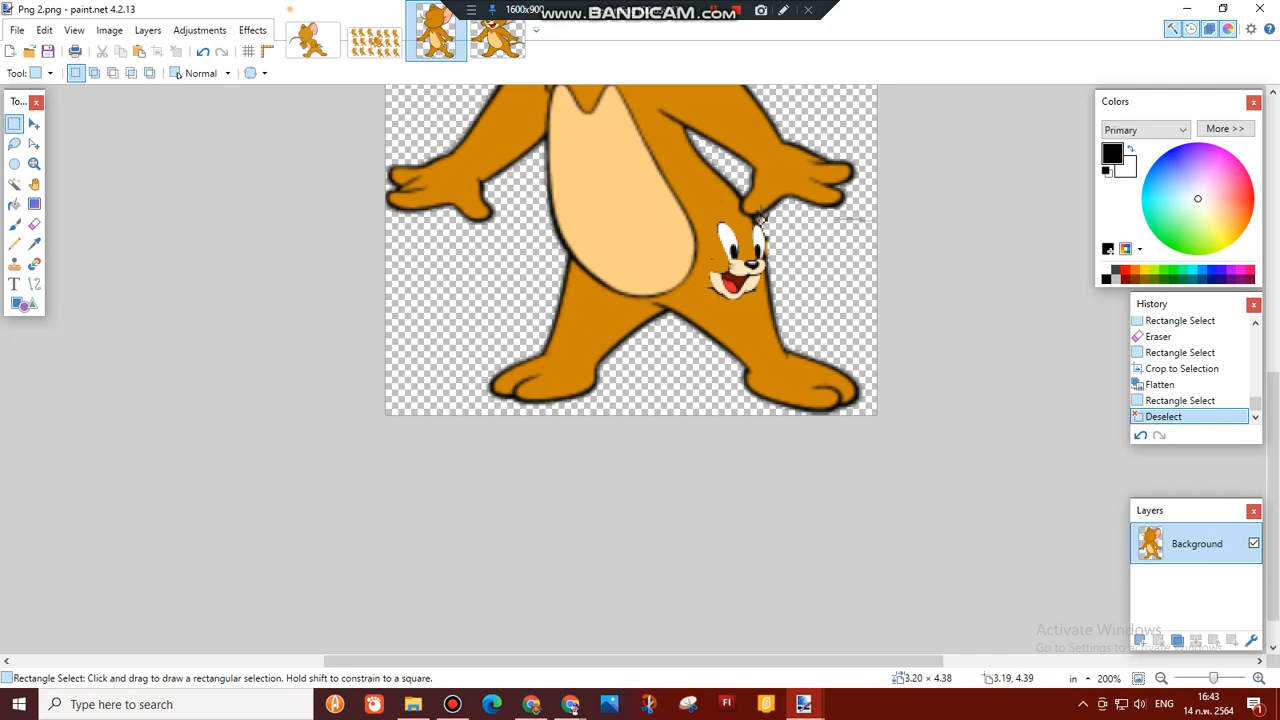 Png 2.png - paint.net 4.2.13
1600x900
www.BANDICAM.com
File Edit View Image Layers Adjustments Effects
Tool: Normal
To...
Colors
Primary
More >>
History
Rectangle Select
Eraser
Rectangle Select
Crop to Selection
Flatten
Rectangle Select
Deselect
Layers
Background
Activate Windows
Go to Settings to activate Windows.
Rectangle Select: Click and drag to draw a rectangular selection. Hold shift to constrain to a square.
3.20 × 4.38
3.19, 4.39
in
200%
Type here to search
ENG
16:43
14 ก.พ. 2564